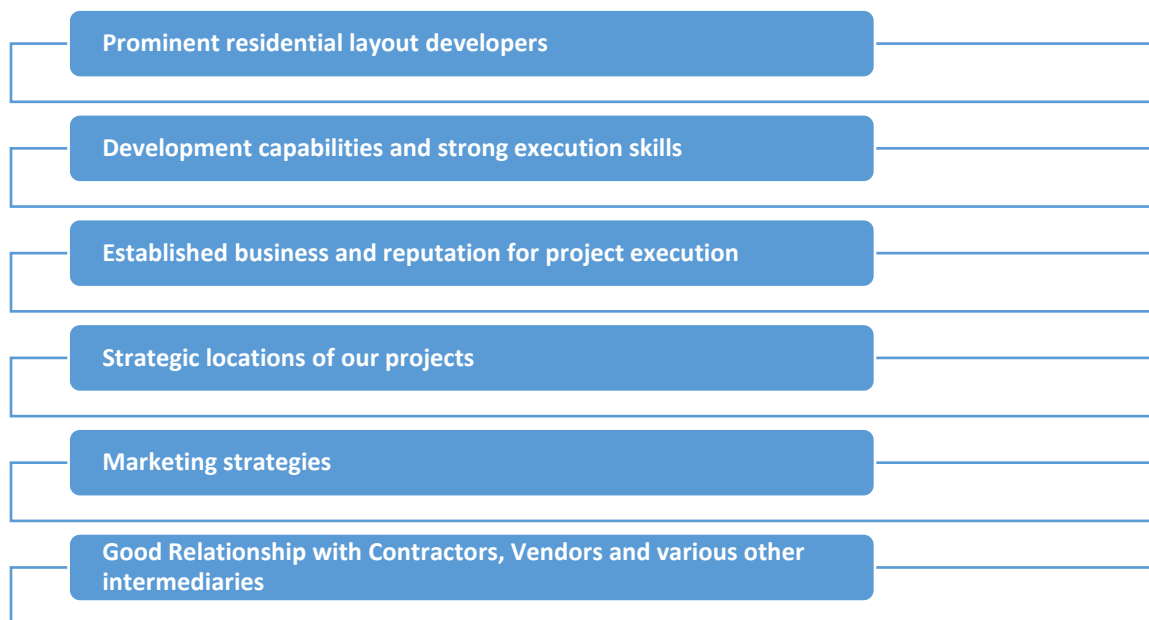 Prominent residential layout developers
Development capabilities and strong execution skills
Established business and reputation for project execution
Strategic locations of our projects
Marketing strategies
Good Relationship with Contractors, Vendors and various other
intermediaries